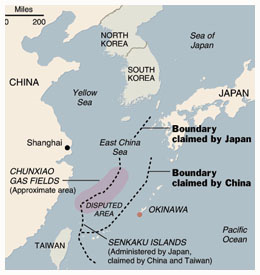 Miles
0 200
NORTH
KOREA
Sea of
Japan
JAPAN
SOUTH
KOREA
CHINA
Yellow
Sea
Shanghai
East China
Sea
Boundary
claimed by Japan
CHUNXIAO
GAS FIELDS
(Approximate area)
Boundary
claimed by China
DISPUTED
AREA
OKINAWA
Pacific
Ocean
SENKAKU ISLANDS
(Administered by Japan,
claimed by China and Taiwan)
TAIWAN